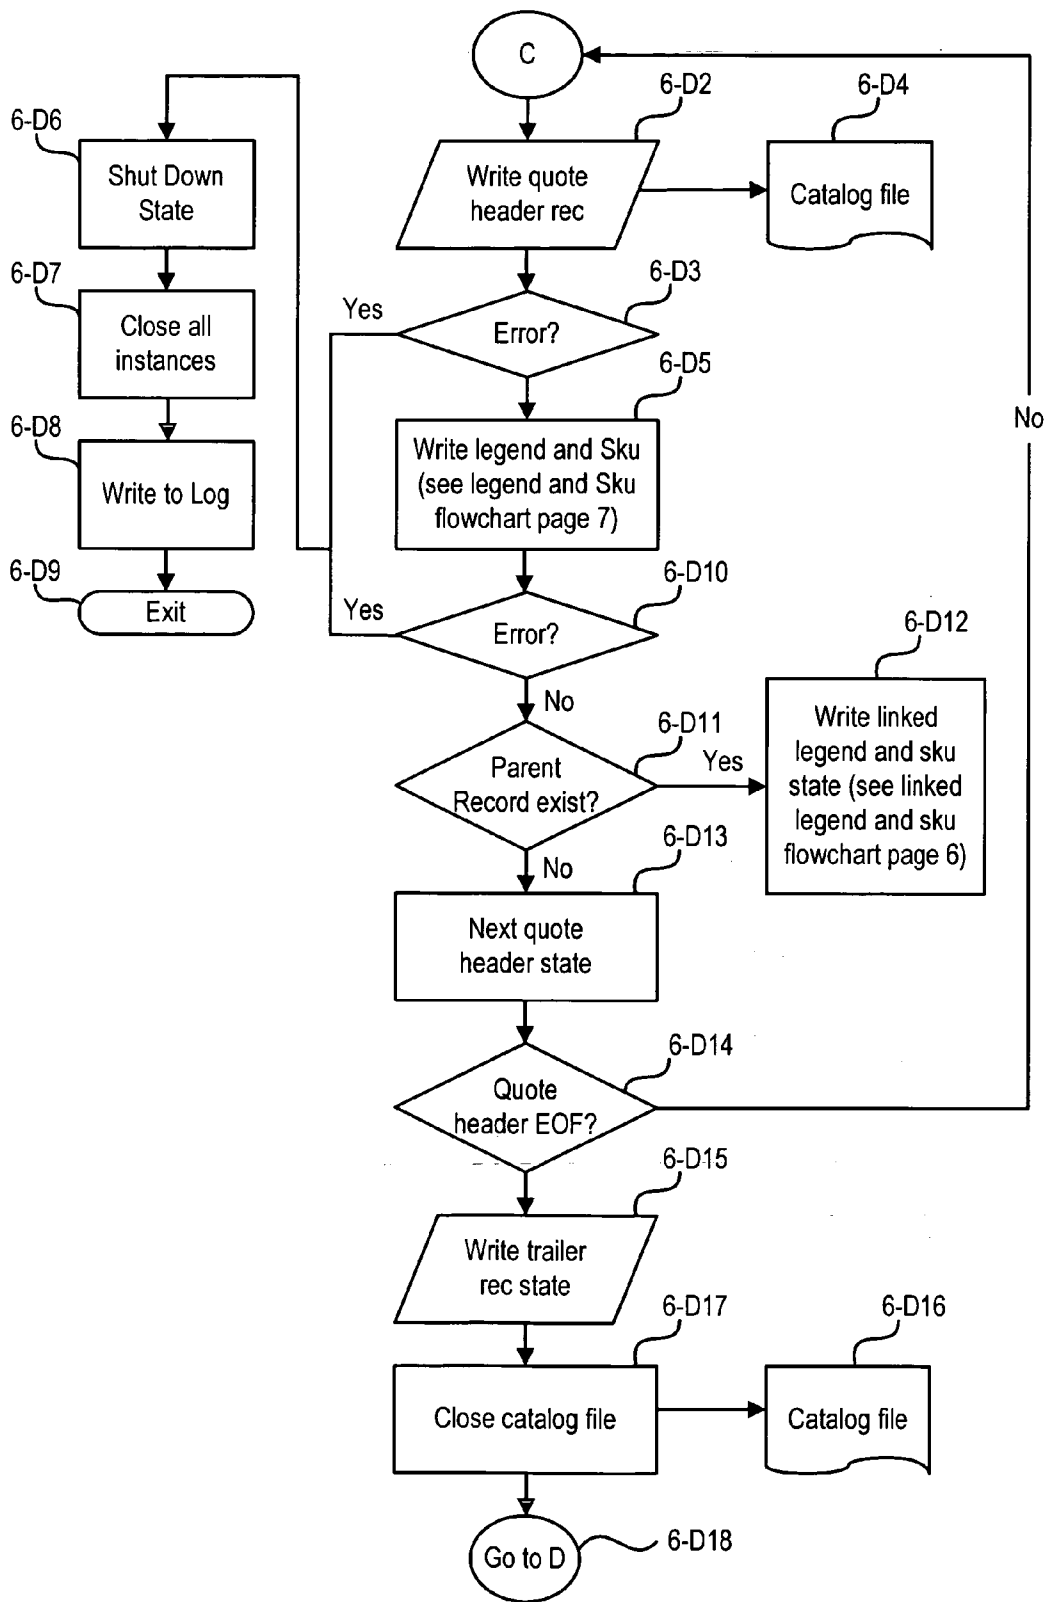 C
6-D2
6-D4
6-D6
Shut Down
State
Write quote
header rec
Catalog file
6-D7
6-D3
Yes
Close all
instances
Error?
6-D5
6-D8
No
Write legend and Sku
(see legend and Sku
flowchart page 7)
Write to Log
6-D9
6-D10
Exit
Yes
Error?
6-D12
No
6-D11
Write linked
legend and sku
state (see linked
legend and sku
flowchart page 6)
Yes
Parent
Record exist?
6-D13
No
Next quote
header state
6-D14
Quote
header EOF?
6-D15
Write trailer
rec state
6-D17
6-D16
Close catalog file
Catalog file
Go to D
6-D18